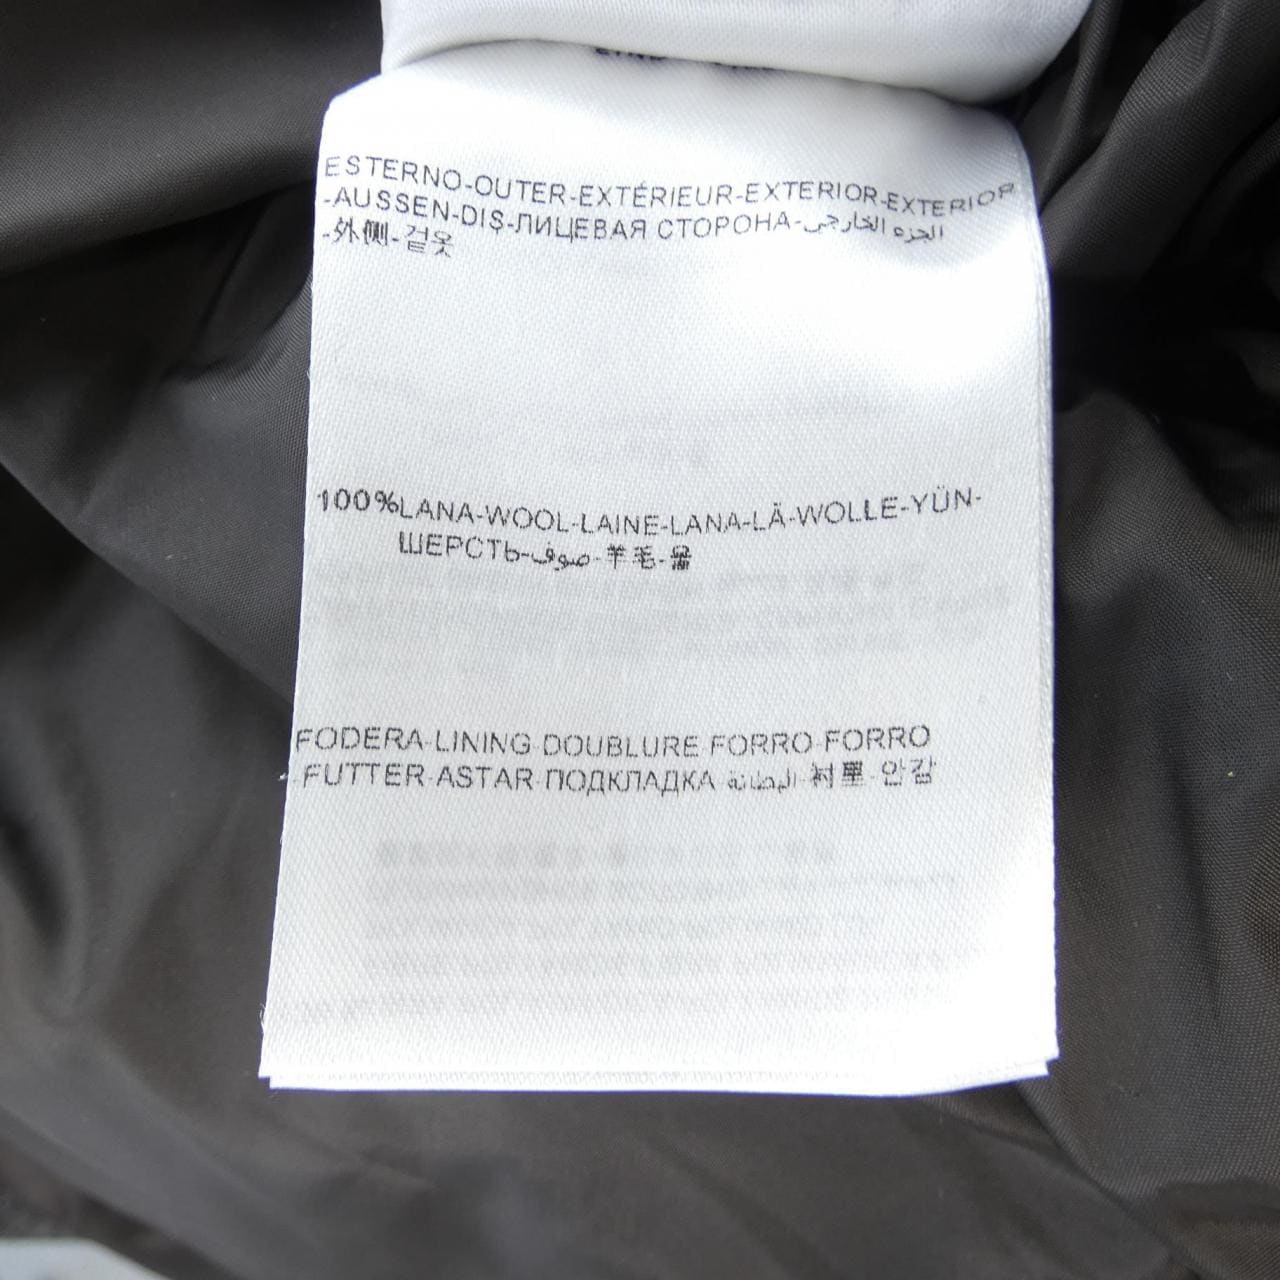 ESTERNO-OUTER-EXTÉRIEUR-EXTERIOR-EXTERIOR
-AUSSEN-DIŞ-ЛИЦЕВАЯ СТОРОНА-الجزء الخارجي
-外側-겉옷
100%LANA-WOOL-LAINE-LANA-LÃ-WOLLE-YÜN-
ШЕРСТЬ-صوف-羊毛-울
FODERA-LINING-DOUBLURE-FORRO-FORRO
-FUTTER-ASTAR-ПОДКЛАДКА-البطانة-衬里-안감